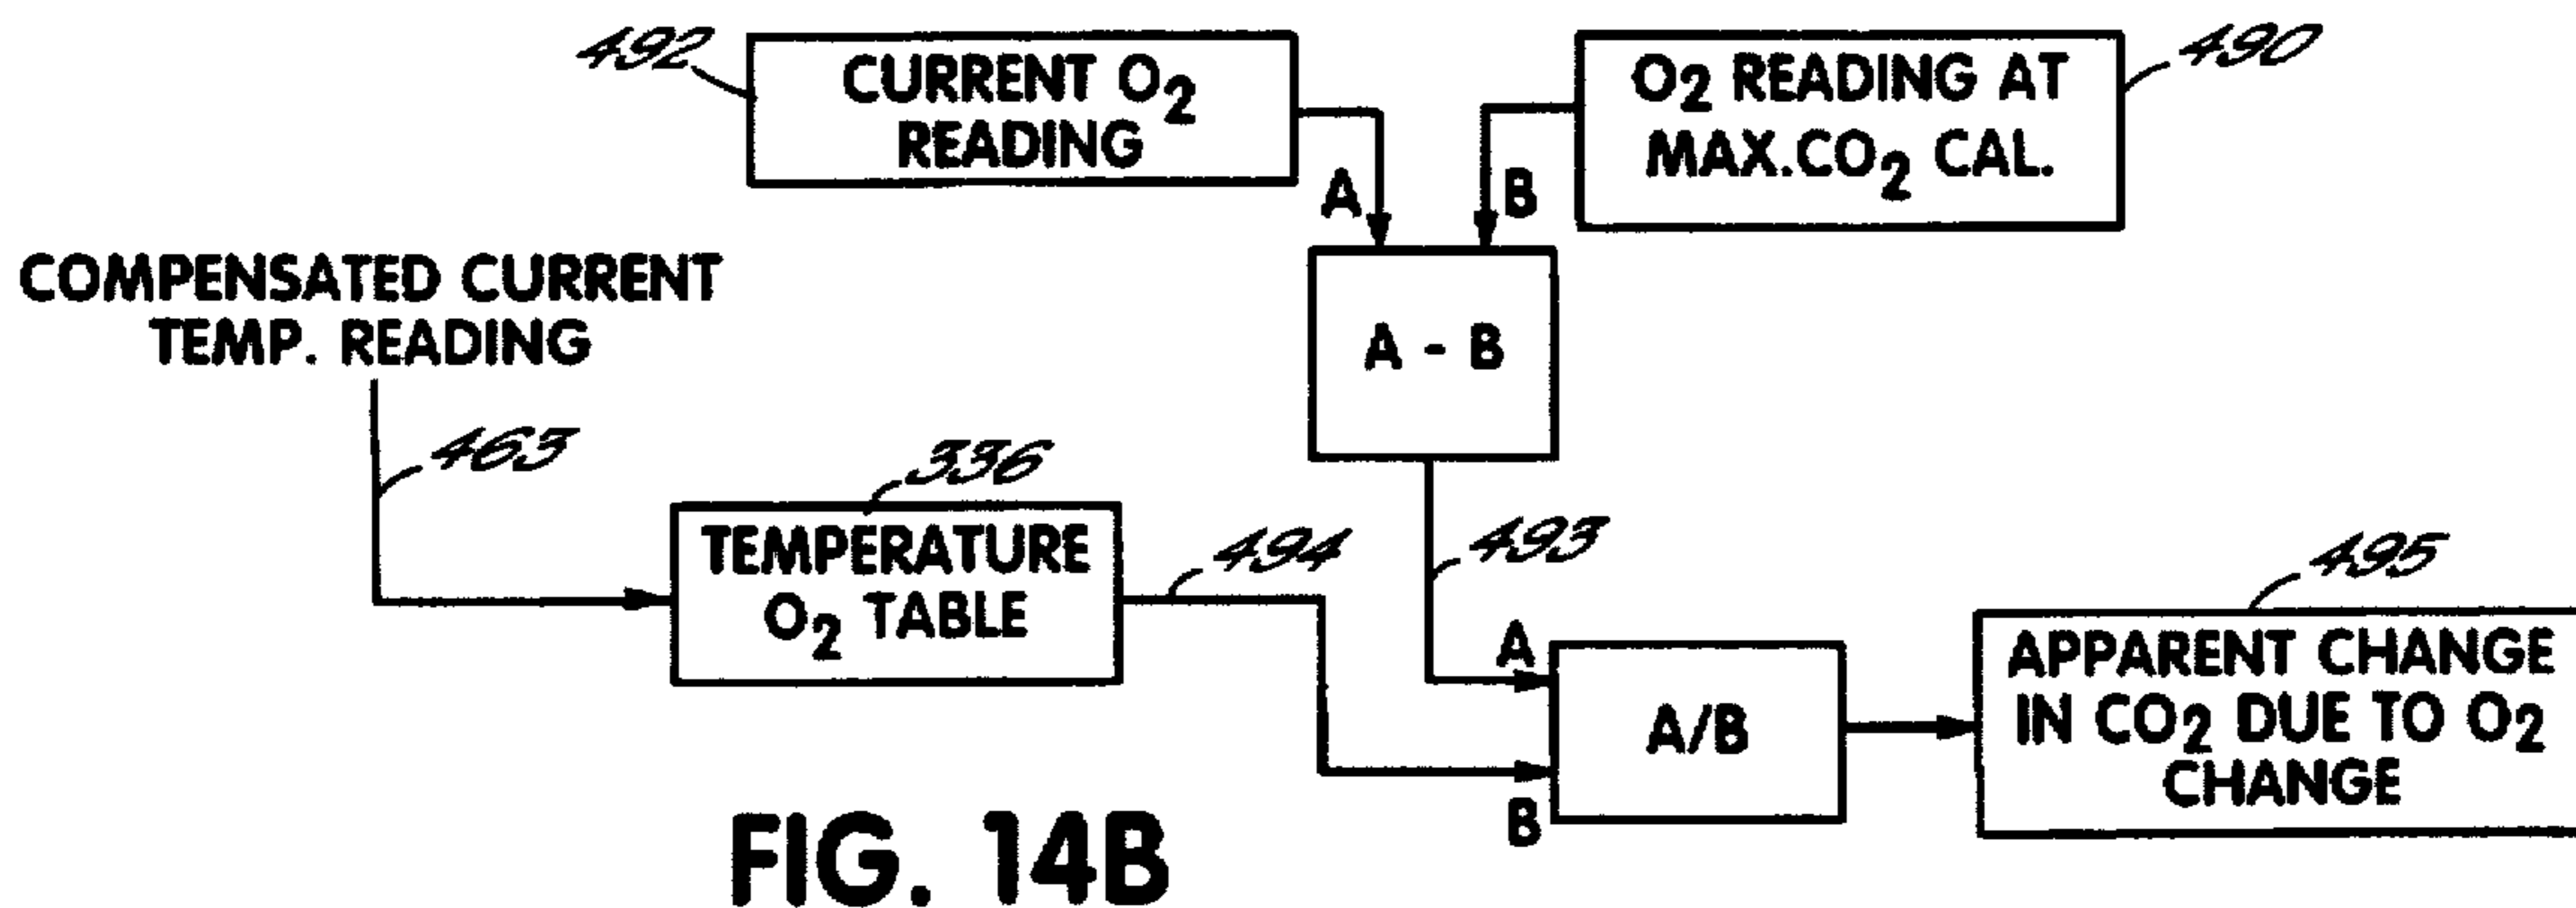 492
CURRENT O2
READING
O2 READING AT
MAX.CO2 CAL.
490
A
B
A - B
COMPENSATED CURRENT
TEMP. READING
463
336
TEMPERATURE
O2 TABLE
494
493
A
B
A/B
495
APPARENT CHANGE
IN CO2 DUE TO O2
CHANGE
FIG. 14B